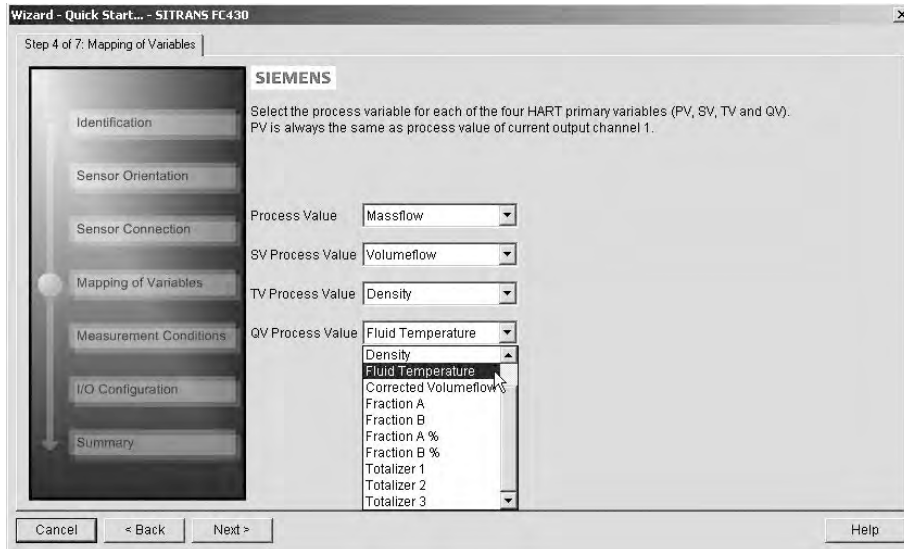 Wizard - Quick Start... - SITRANS FC430
Step 4 of 7: Mapping of Variables
SIEMENS
Select the process variable for each of the four HART primary variables (PV, SV, TV and QV).
PV is always the same as process value of current output channel 1.
Identification
Sensor Orientation
Sensor Connection
Mapping of Variables
Measurement Conditions
I/O Configuration
Summary
Process Value Massflow
SV Process Value Volumeflow
TV Process Value Density
QV Process Value Fluid Temperature
Density
Fluid Temperature
Corrected Volumeflow
Fraction A
Fraction B
Fraction A %
Fraction B %
Totalizer 1
Totalizer 2
Totalizer 3
Cancel < Back Next > Help